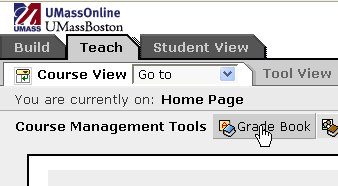 UMassOnline
UMASS UMassBoston
Build Teach Student View
Course View Go to Tool View
You are currently on: Home Page
Course Management Tools Grade Book